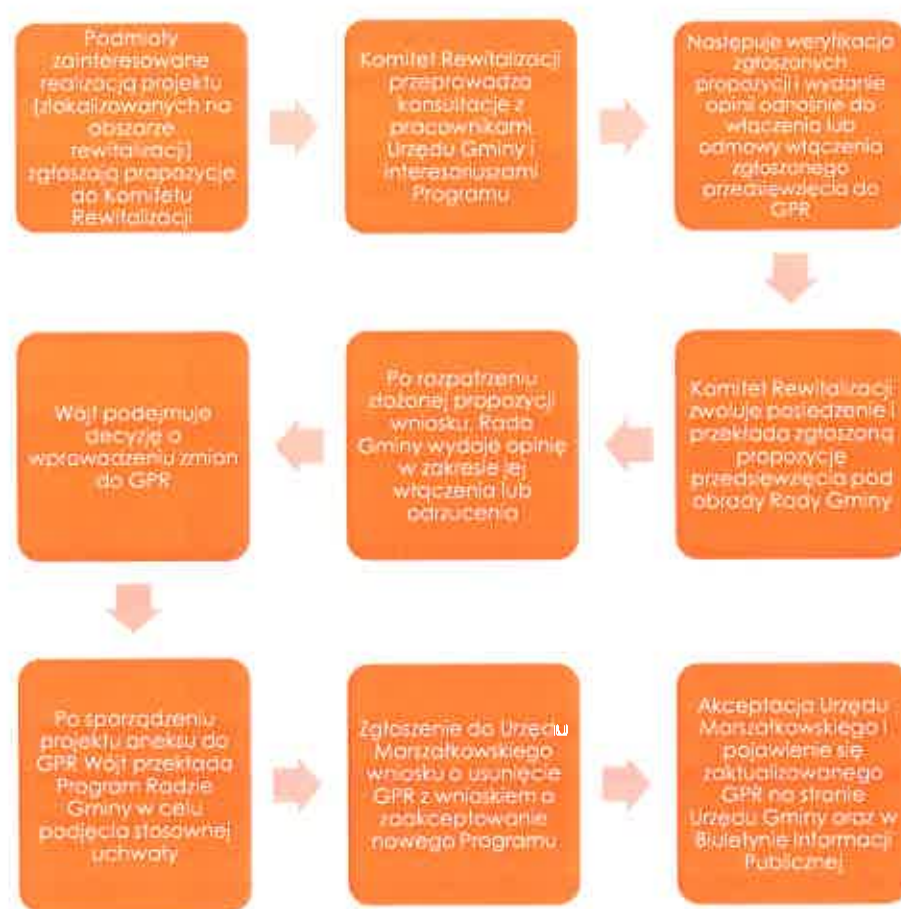 Podmioty
zainteresowane
realizacją projektu
(zlokalizowanych na
obszarze
rewitalizacji)
zgłaszają propozycje
do Komitetu
Rewitalizacji
Komitet Rewitalizacji
przeprowadza
konsultacje z
pracownikami
Urzędu Gminy i
interesariuszami
Programu
Następuje weryfikacja
zgłoszonych
propozycji i wydanie
opinii odnośnie do
włączenia lub
odmowy włączenia
zgłoszonego
przedsięwzięcia do
GPR
Komitet Rewitalizacji
zwołuje posiedzenie i
przekłada zgłoszoną
propozycję
przedsięwzięcia pod
obrady Rady Gminy
Po rozpatrzeniu
złożonej propozycji
wniosku, Rada
Gminy wydaje opinię
w zakresie jej
włączenia lub
odrzucenia
Wójt podejmuje
decyzję o
wprowadzeniu zmian
do GPR
Po sporządzeniu
projektu aneksu do
GPR Wójt przekłada
Program Radzie
Gminy w celu
podjęcia stosownej
uchwały
Zgłoszenie do Urzędu
Marszałkowskiego
wniosku o usunięcie
GPR z wnioskiem o
zaakceptowanie
nowego Programu
Akceptacja Urzędu
Marszałkowskiego i
pojawienie się
zaktualizowanego
GPR na stronie
Urzędu Gminy oraz w
Biuletynie Informacji
Publicznej